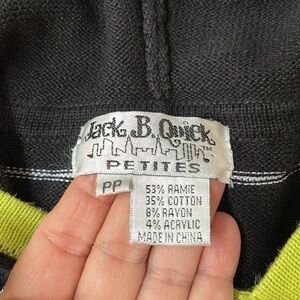 Jack B. Quick
PETITES
PP
53% RAMIE
35% COTTON
8% RAYON
4% ACRYLIC
MADE IN CHINA